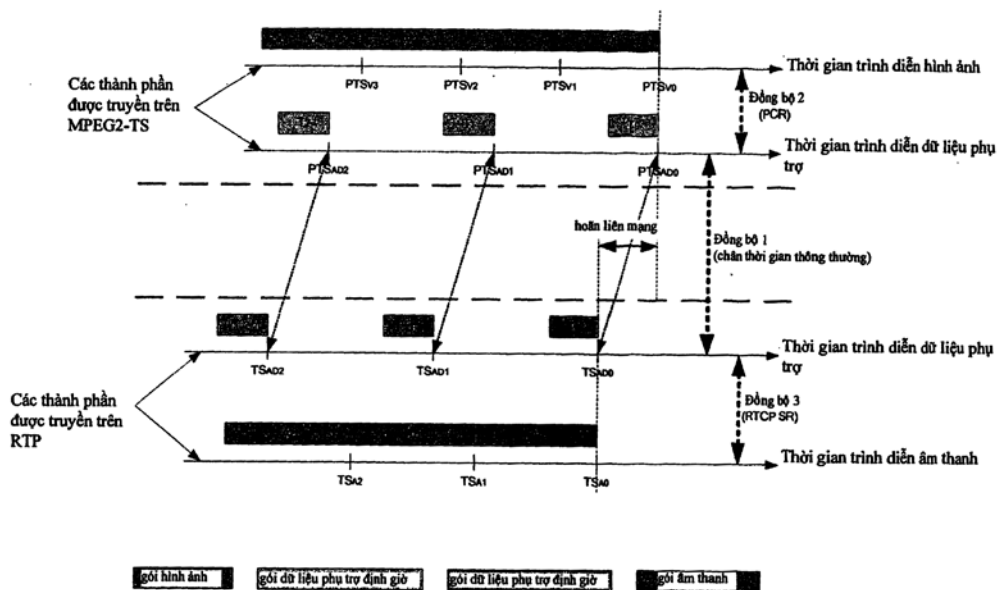 Thời gian trình diễn hình ảnh
PTSV3
PTSV2
PTSV1
PTSV0
Các thành phần
được truyền trên
MPEG2-TS
Đồng bộ 2
(PCR)
Thời gian trình diễn dữ liệu phụ
trợ
PTSAD2
PTSAD1
PTSAD0
hoãn liên mạng
Đồng bộ 1
(chân thời gian thông thường)
Thời gian trình diễn dữ liệu phụ
trợ
TSAD2
TSAD1
TSAD0
Các thành phần
được truyền trên
RTP
Đồng bộ 3
(RTCP SR)
Thời gian trình diễn âm thanh
TSA2
TSA1
TSA0
gói hình ảnh
gói dữ liệu phụ trợ định giờ
gói dữ liệu phụ trợ định giờ
gói âm thanh